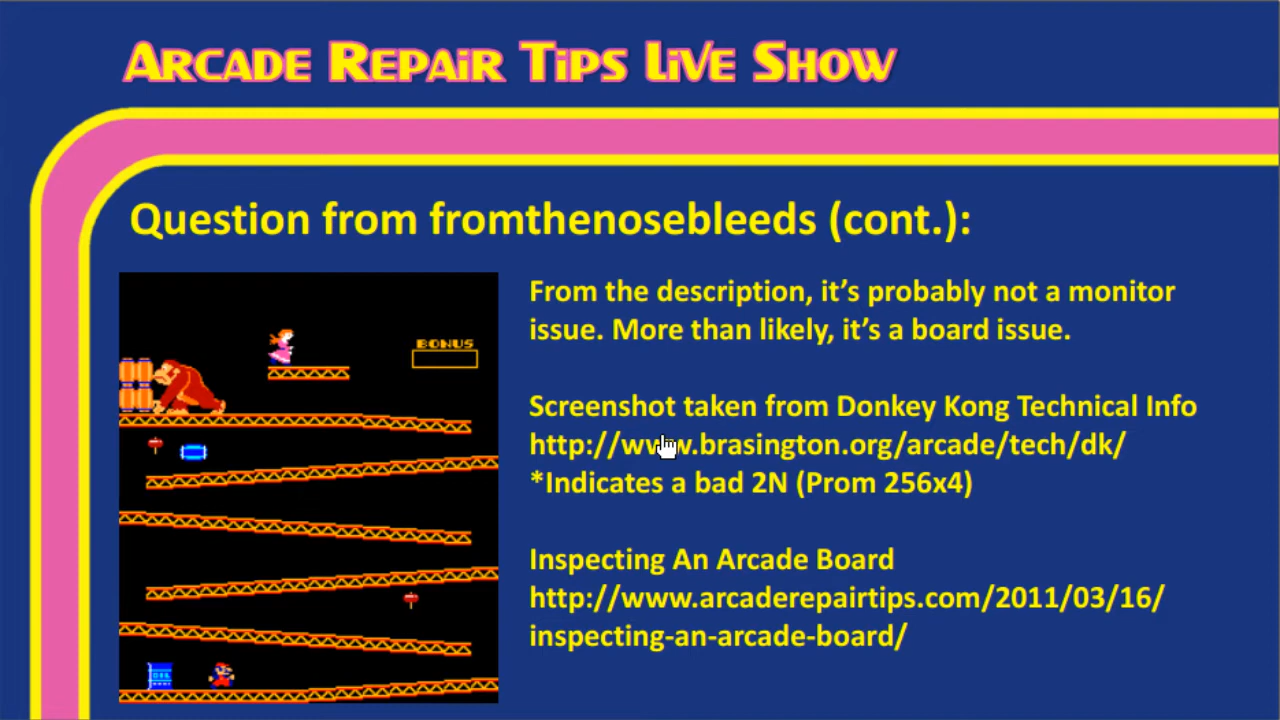 Arcade Repair Tips Live Show
Question from fromthenosebleeds (cont.):
From the description, it's probably not a monitor
issue. More than likely, it's a board issue.
Screenshot taken from Donkey Kong Technical Info
http://www.brasington.org/arcade/tech/dk/
*Indicates a bad 2N (Prom 256x4)
Inspecting An Arcade Board
http://www.arcaderepairtips.com/2011/03/16/
inspecting-an-arcade-board/
BONUS
OIL